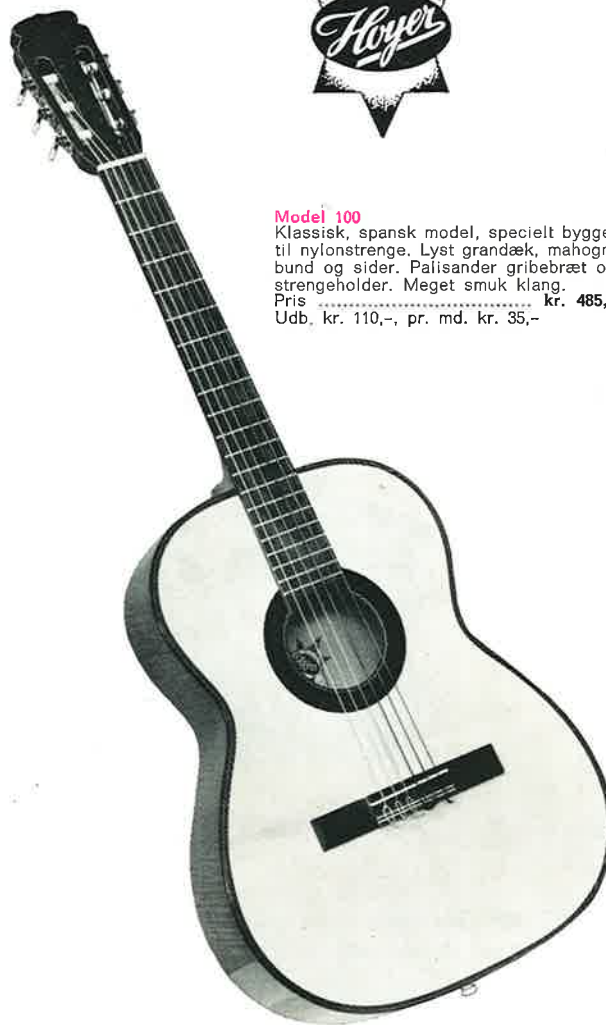 Hoyer
Model 100
Klassisk, spansk model, specielt bygge
til nylonstrenge. Lyst grandæk, mahogn
bund og sider. Palisander gribebræt o
strengeholder. Meget smuk klang.
Pris ................................ kr. 485,
Udb. kr. 110,-, pr. md. kr. 35,-